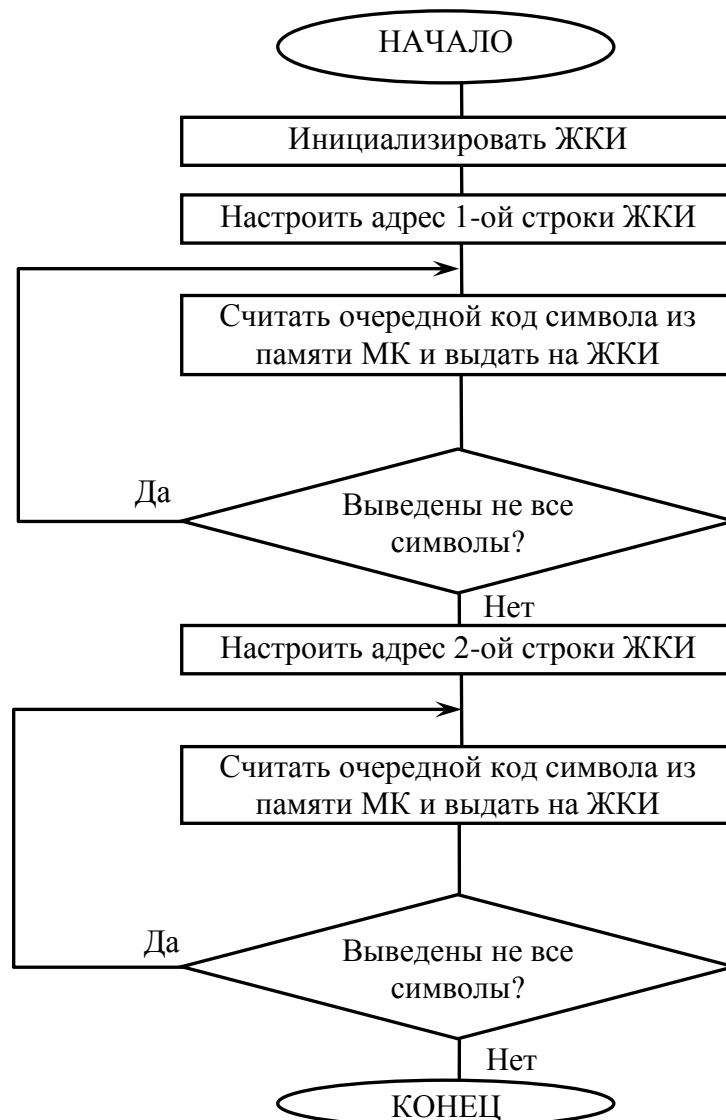 НАЧАЛО
Инициализировать ЖКИ
Настроить адрес 1-ой строки ЖКИ
Считать очередной код символа из
памяти МК и выдать на ЖКИ
Да
Выведены не все
символы?
Нет
Настроить адрес 2-ой строки ЖКИ
Считать очередной код символа из
памяти МК и выдать на ЖКИ
Да
Выведены не все
символы?
Нет
КОНЕЦ